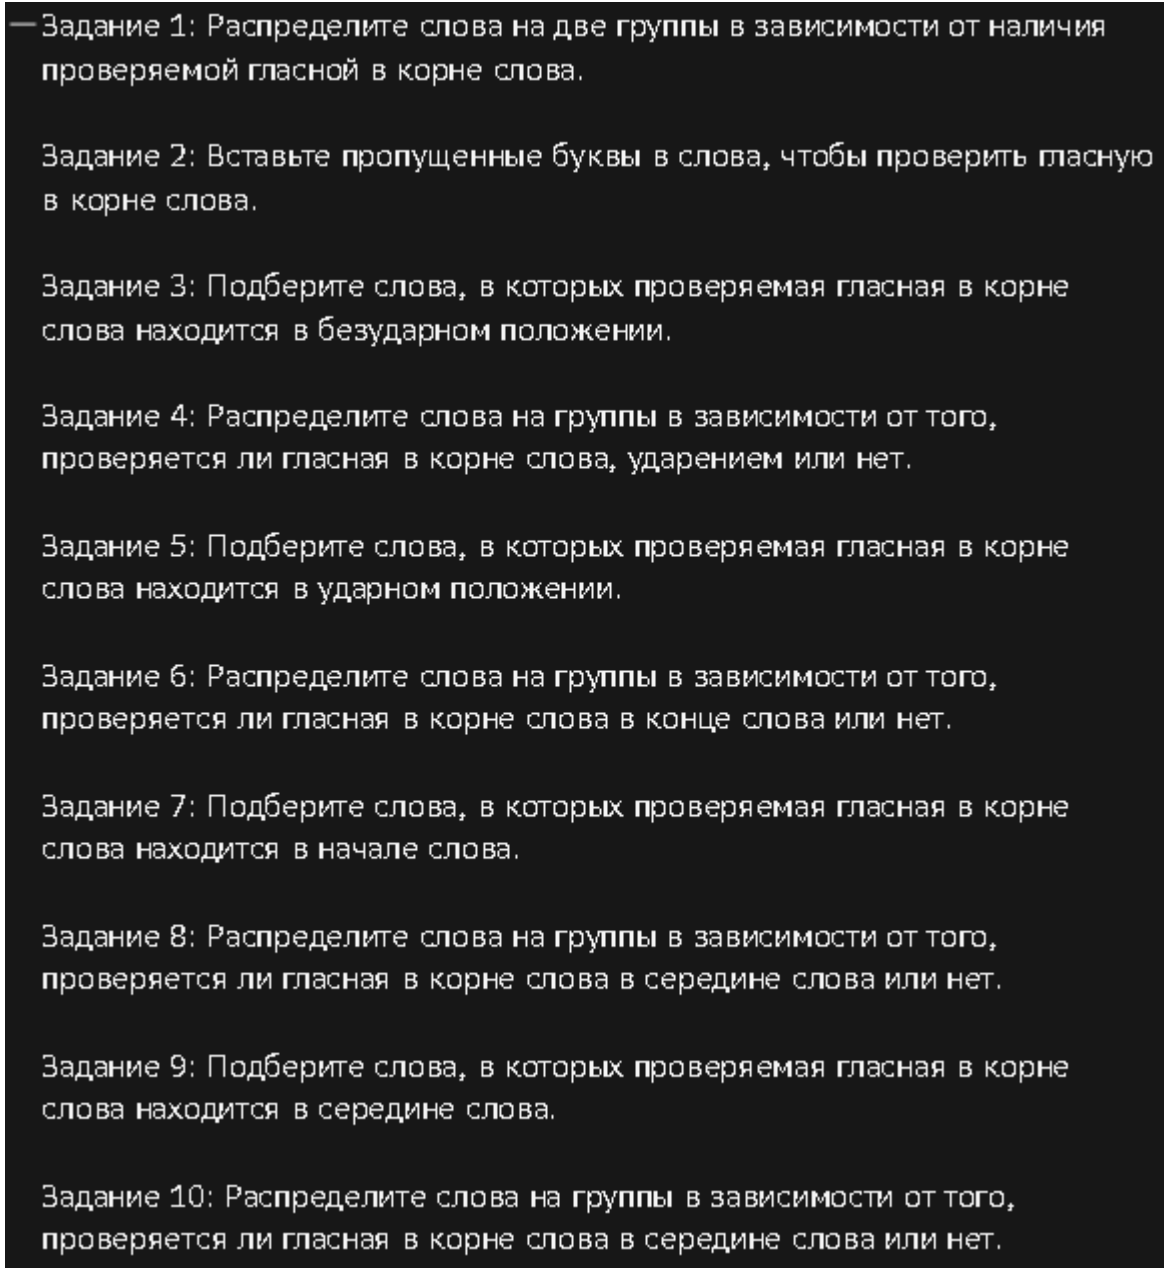 — Задание 1: Распределите слова на две группы в зависимости от наличия
проверяемой гласной в корне слова.
Задание 2: Вставьте пропущенные буквы в слова, чтобы проверить гласную
в корне слова.
Задание 3: Подберите слова, в которых проверяемая гласная в корне
слова находится в безударном положении.
Задание 4: Распределите слова на группы в зависимости от того,
проверяется ли гласная в корне слова, ударением или нет.
Задание 5: Подберите слова, в которых проверяемая гласная в корне
слова находится в ударном положении.
Задание 6: Распределите слова на группы в зависимости от того,
проверяется ли гласная в корне слова в конце слова или нет.
Задание 7: Подберите слова, в которых проверяемая гласная в корне
слова находится в начале слова.
Задание 8: Распределите слова на группы в зависимости от того,
проверяется ли гласная в корне слова в середине слова или нет.
Задание 9: Подберите слова, в которых проверяемая гласная в корне
слова находится в середине слова.
Задание 10: Распределите слова на группы в зависимости от того,
проверяется ли гласная в корне слова в середине слова или нет.